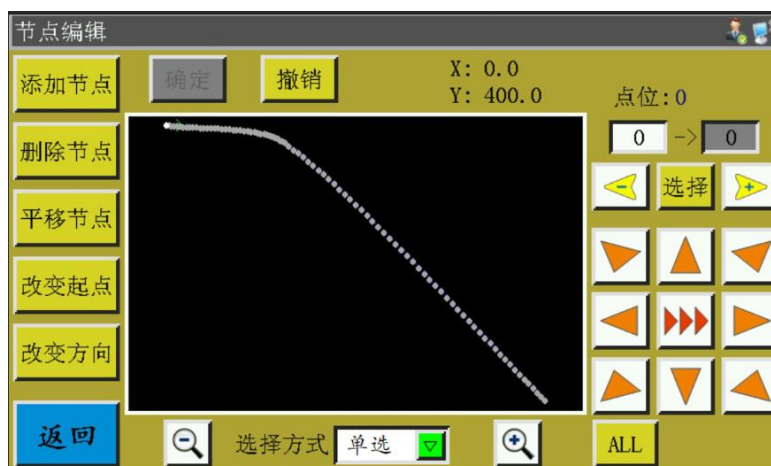 节点编辑
添加节点
确定
撤销
X: 0.0
Y: 400.0
点位:0
0
->
0
删除节点
选择
平移节点
改变起点
改变方向
返回
选择方式
单选
ALL